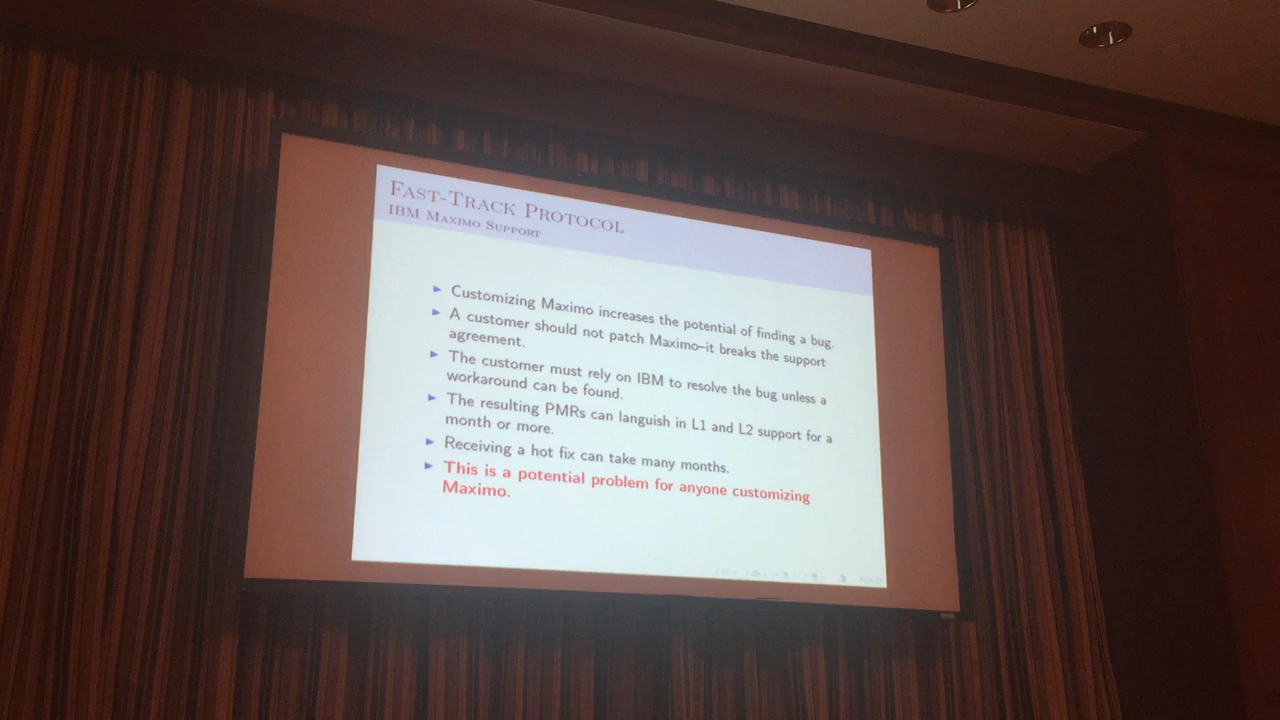 Fast-Track Protocol
IBM Maximo Support
Customizing Maximo increases the potential of finding a bug.
A customer should not patch Maximo–it breaks the support
agreement.
The customer must rely on IBM to resolve the bug unless a
workaround can be found.
The resulting PMRs can languish in L1 and L2 support for a
month or more.
Receiving a hot fix can take many months.
This is a potential problem for anyone customizing
Maximo.